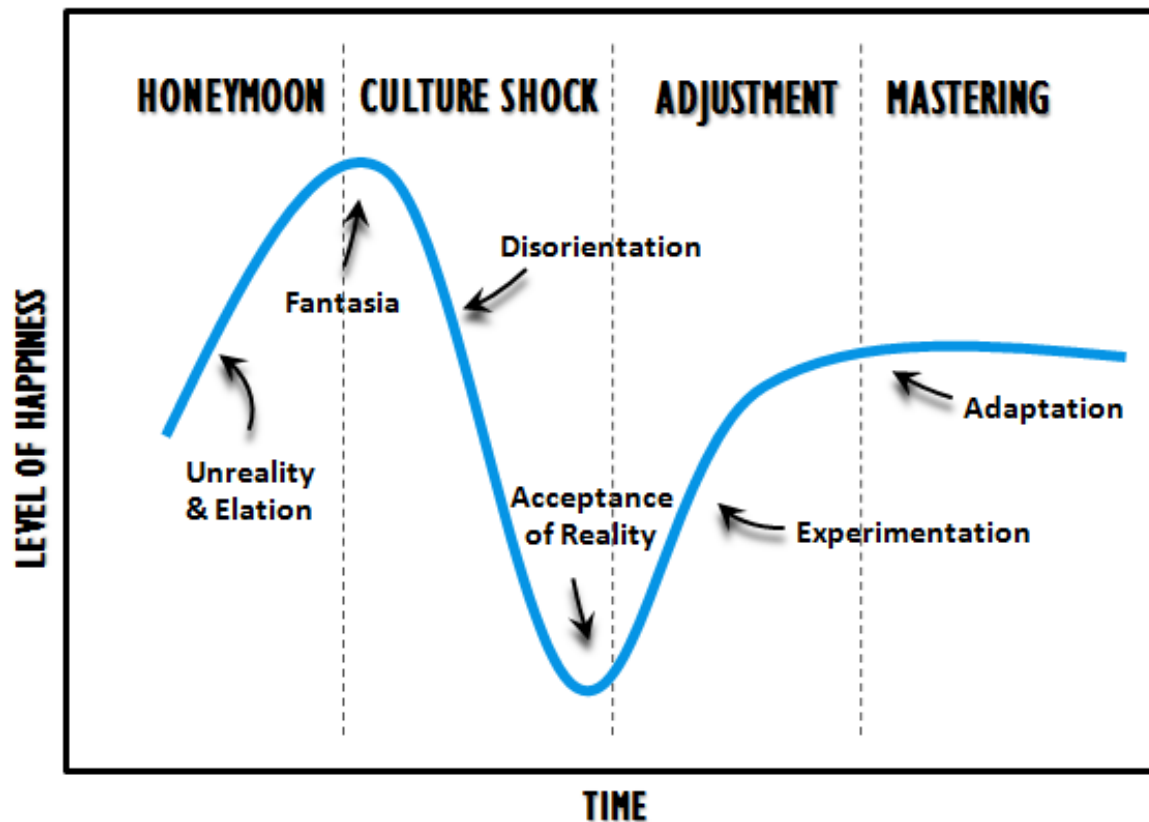 HONEYMOON
CULTURE SHOCK
ADJUSTMENT
MASTERING
LEVEL OF HAPPINESS
Unreality
& Elation
Fantasia
Disorientation
Acceptance
of Reality
Experimentation
Adaptation
TIME